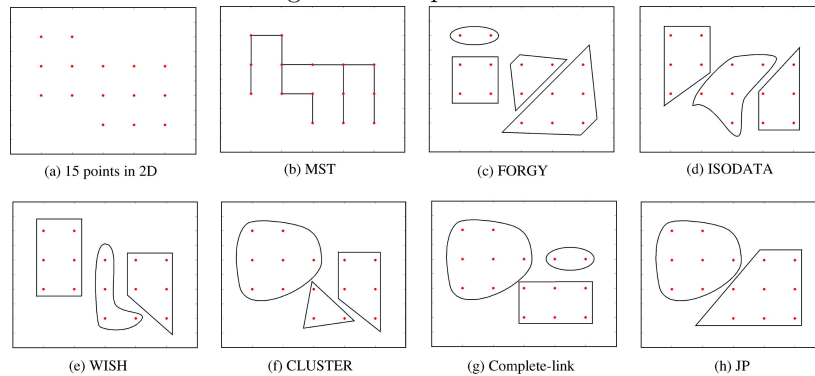 (a) 15 points in 2D
(b) MST
(c) FORGY
(d) ISODATA
(e) WISH
(f) CLUSTER
(g) Complete-link
(h) JP